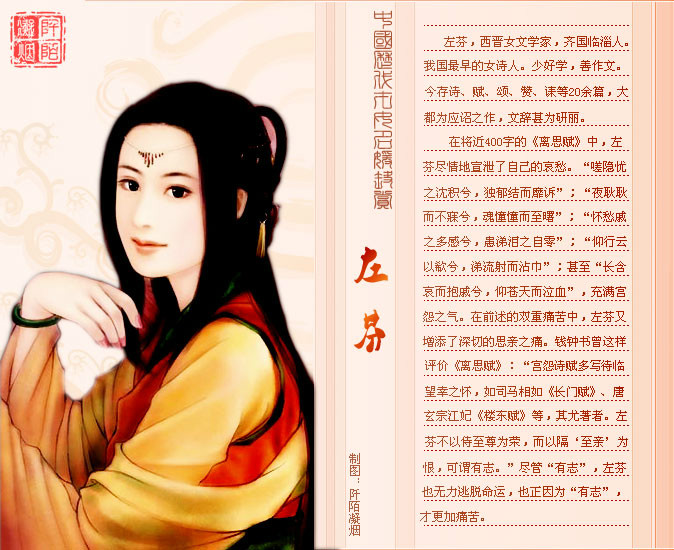 阡陌
凝烟
中國歷代名媛賞
左芬
制图：阡陌凝烟
左芬，西晋女文学家，齐国临淄人。
我国最早的女诗人。少好学，善作文。
今存诗、赋、颂、赞、诔等20余篇，大
都为应诏之作，文辞甚为研丽。
在将近400字的《离思赋》中，左
芬尽情地宣泄了自己的哀愁。“嗟隐忧
之沈积兮，独郁结而靡诉”；“夜耿耿
而不寐兮，魂憧憧而至曙”；“怀愁戚
之多感兮，患涕泪之自零”；“仰行云
以歔兮，涕流射而沾巾”；甚至“长含
哀而抱戚兮，仰苍天而泣血”，充满宫
怨之气。在前述的双重痛苦中，左芬又
增添了深切的思亲之痛。钱钟书曾这样
评价《离思赋》：“宫怨诗赋多写待临
望幸之怀，如司马相如《长门赋》、唐
玄宗江妃《楼东赋》等，其尤著者。左
芬不以侍至尊为荣，而以隔‘至亲’为
恨，可谓有志。”尽管“有志”，左芬
也无力逃脱命运，也正因为“有志”，
才更加痛苦。